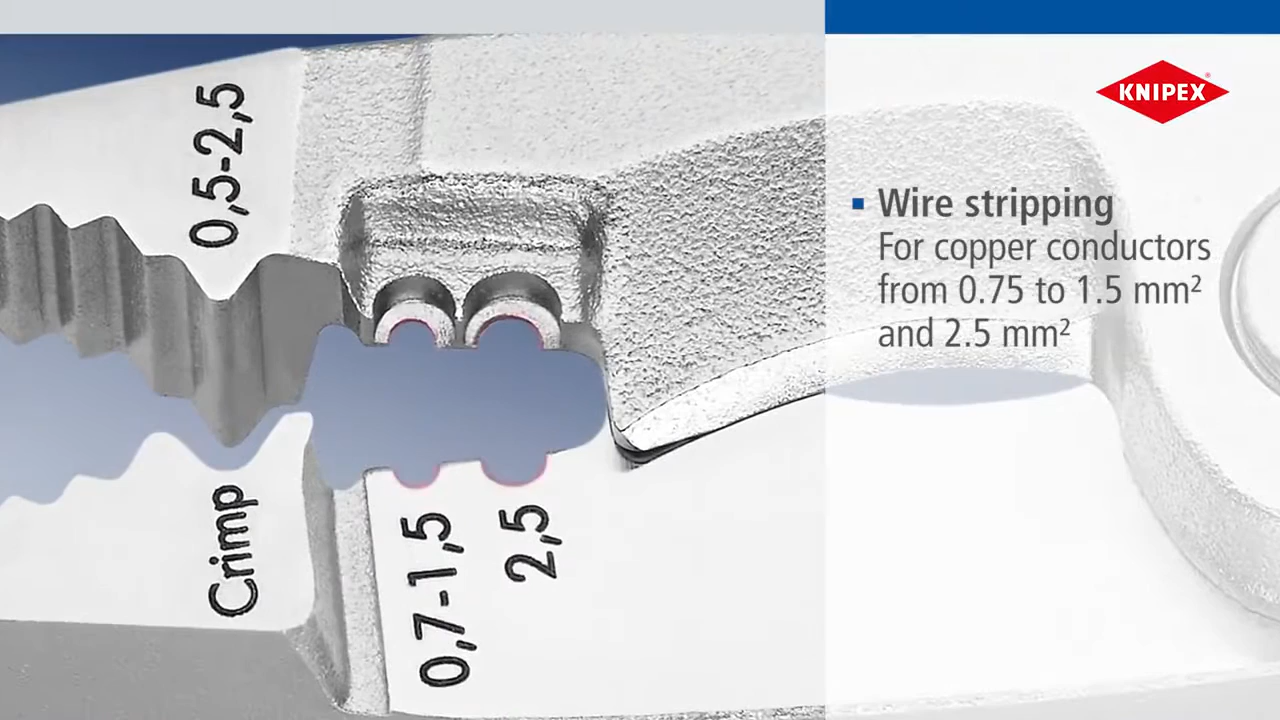 0,5-2,5
Crimp
0,7-1,5
2,5
KNIPEX
▪ Wire stripping
For copper conductors
from 0.75 to 1.5 mm²
and 2.5 mm²